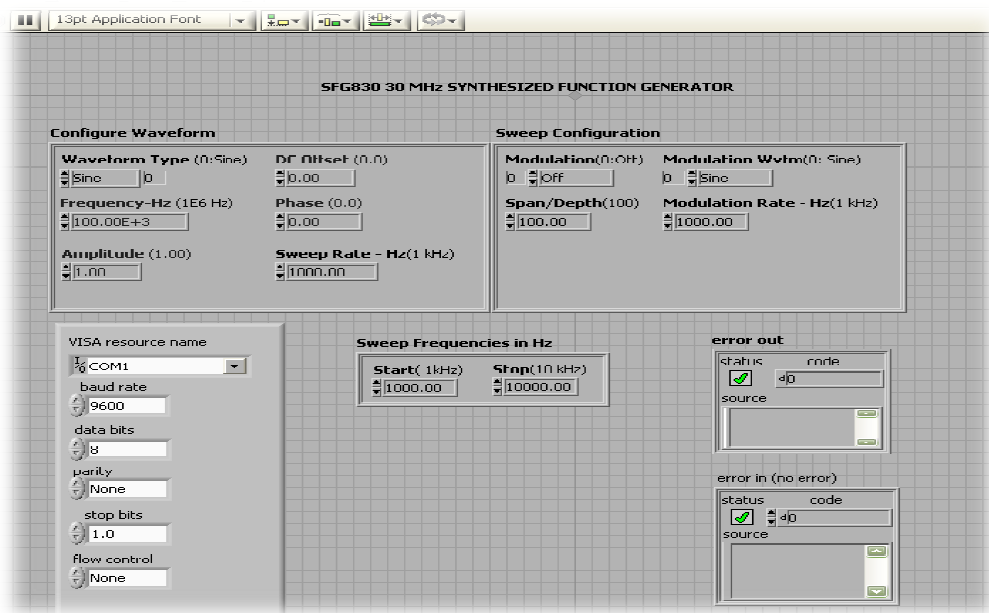 13pt Application Font
SFG830 30 MHz SYNTHESIZED FUNCTION GENERATOR
Configure Waveform
Waveform Type (0:Sine)
Sine 0
DC Offset (0.0)
0.00
Frequency-Hz (1E6 Hz)
100.00E+3
Phase (0.0)
0.00
Amplitude (1.00)
1.00
Sweep Rate - Hz(1 kHz)
1000.00
Sweep Configuration
Modulation(0:Off)
0 Off
Modulation Wvfm(0: Sine)
0 Sine
Span/Depth(100)
100.00
Modulation Rate - Hz(1 kHz)
1000.00
VISA resource name
I/O COM1
baud rate
9600
data bits
8
parity
None
stop bits
1.0
flow control
None
Sweep Frequencies in Hz
Start( 1kHz)
1000.00
Stop(10 kHz)
10000.00
error out
status code
d0
source
error in (no error)
status code
d0
source